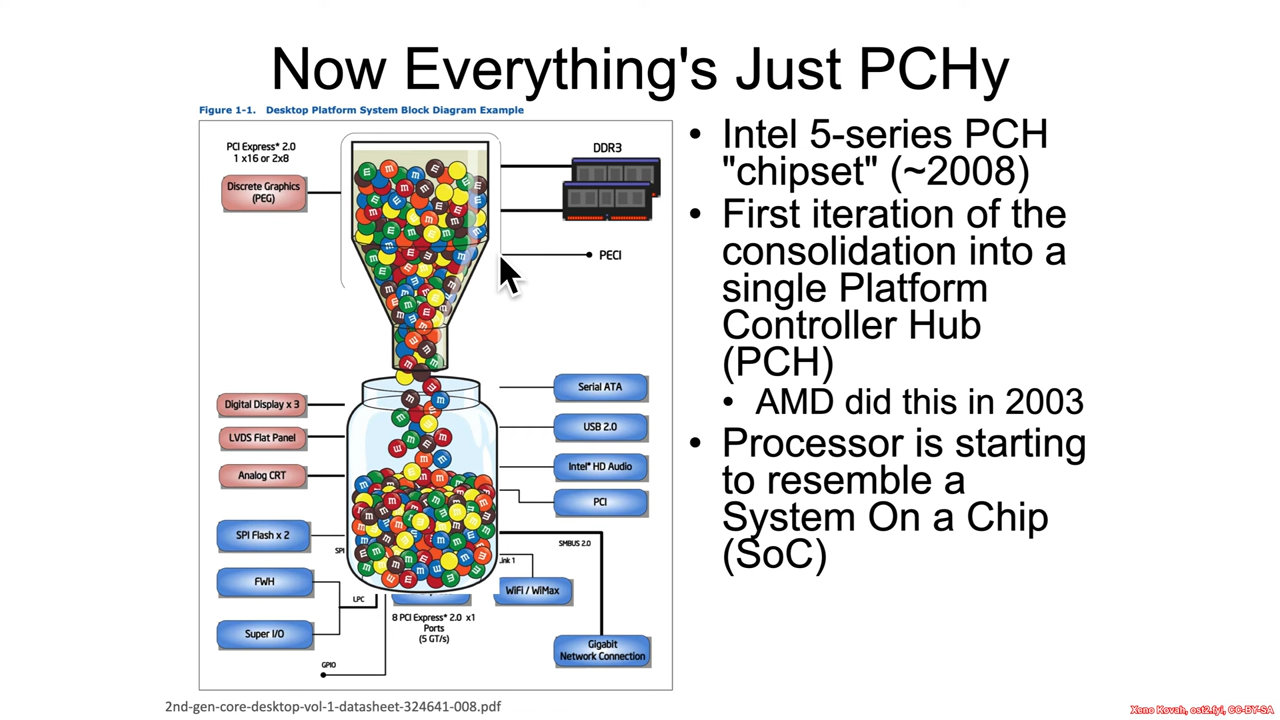 Now Everything's Just PCHy
Figure 1-1. Desktop Platform System Block Diagram Example
PCI Express* 2.0
1 x16 or 2x8
Discrete Graphics
(PEG)
DDR3
PECI
Serial ATA
USB 2.0
Intel® HD Audio
PCI
Digital Display x 3
LVDS Flat Panel
Analog CRT
SPI Flash x 2
SPI
FWH
LPC
Super I/O
GPIO
SMBUS 2.0
Link 1
WiFi / WiMax
8 PCI Express* 2.0 x1
Ports
(5 GT/s)
Gigabit
Network Connection
• Intel 5-series PCH
"chipset" (~2008)
• First iteration of the
consolidation into a
single Platform
Controller Hub
(PCH)
• AMD did this in 2003
• Processor is starting
to resemble a
System On a Chip
(SoC)
2nd-gen-core-desktop-vol-1-datasheet-324641-008.pdf
Xeno Kovah, ost2.fyi, CC-BY-SA